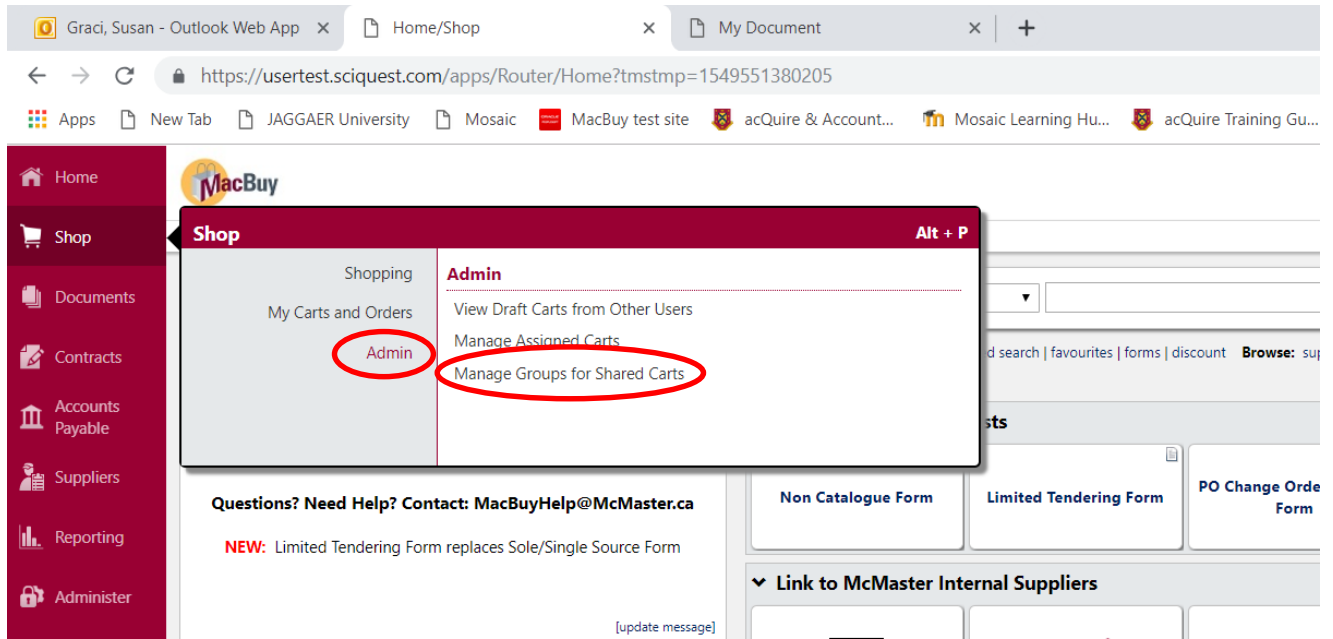 Graci, Susan - Outlook Web App
Home/Shop
My Document
https://usertest.sciquest.com/apps/Router/Home?tmstmp=1549551380205
Apps
New Tab
JAGGAER University
Mosaic
MacBuy test site
acQuire & Account...
Mosaic Learning Hu...
acQuire Training Gu...
Home
MacBuy
Shop
Shop
Alt + P
Shopping
Admin
Documents
My Carts and Orders
View Draft Carts from Other Users
Manage Assigned Carts
Contracts
Admin
d search | favourites | forms | discount Browse:
Manage Groups for Shared Carts
Accounts
Payable
sts
Suppliers
Questions? Need Help? Contact: MacBuyHelp@McMaster.ca
Non Catalogue Form
Limited Tendering Form
PO Change Orde
Form
Reporting
NEW: Limited Tendering Form replaces Sole/Single Source Form
Link to McMaster Internal Suppliers
Administer
[update message]